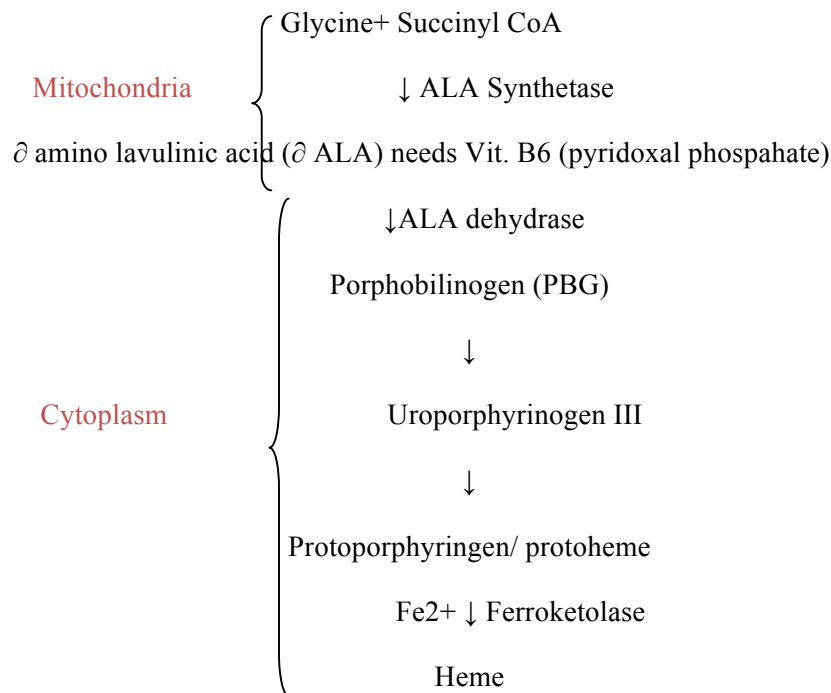 Glycine+ Succinyl CoA
Mitochondria ↓ ALA Synthetase
∂ amino lavulinic acid (∂ ALA) needs Vit. B6 (pyridoxal phospahate)
↓ALA dehydrase
Porphobilinogen (PBG)
↓
Cytoplasm Uroporphyrinogen III
↓
Protoporphyringen/ protoheme
Fe2+ ↓ Ferroketolase
Heme